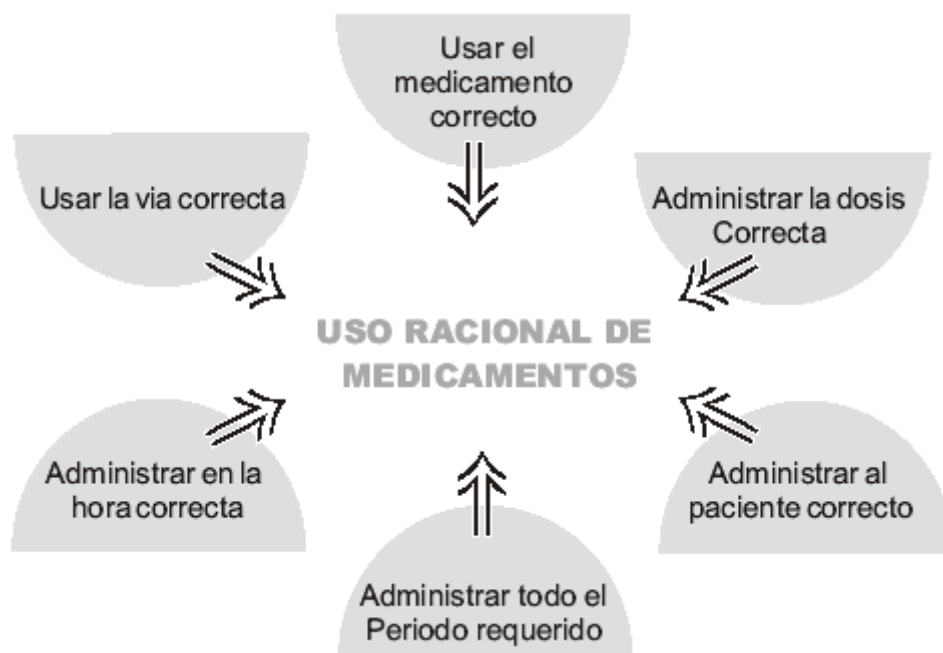 Usar el
medicamento
correcto
Usar la via correcta
Administrar la dosis
Correcta
USO RACIONAL DE
MEDICAMENTOS
Administrar en la
hora correcta
Administrar al
paciente correcto
Administrar todo el
Periodo requerido